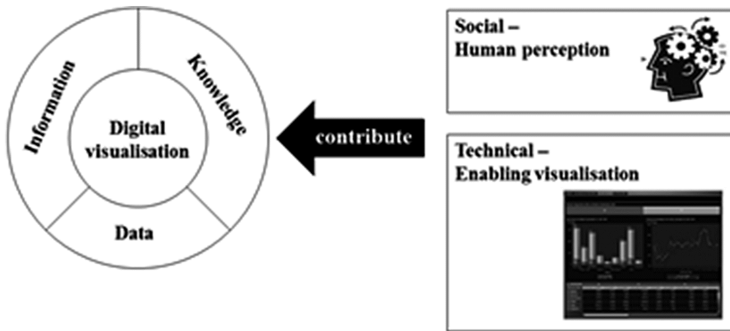 Information
Knowledge
Digital
visualisation
Data
contribute
Social –
Human perception
Technical –
Enabling visualisation